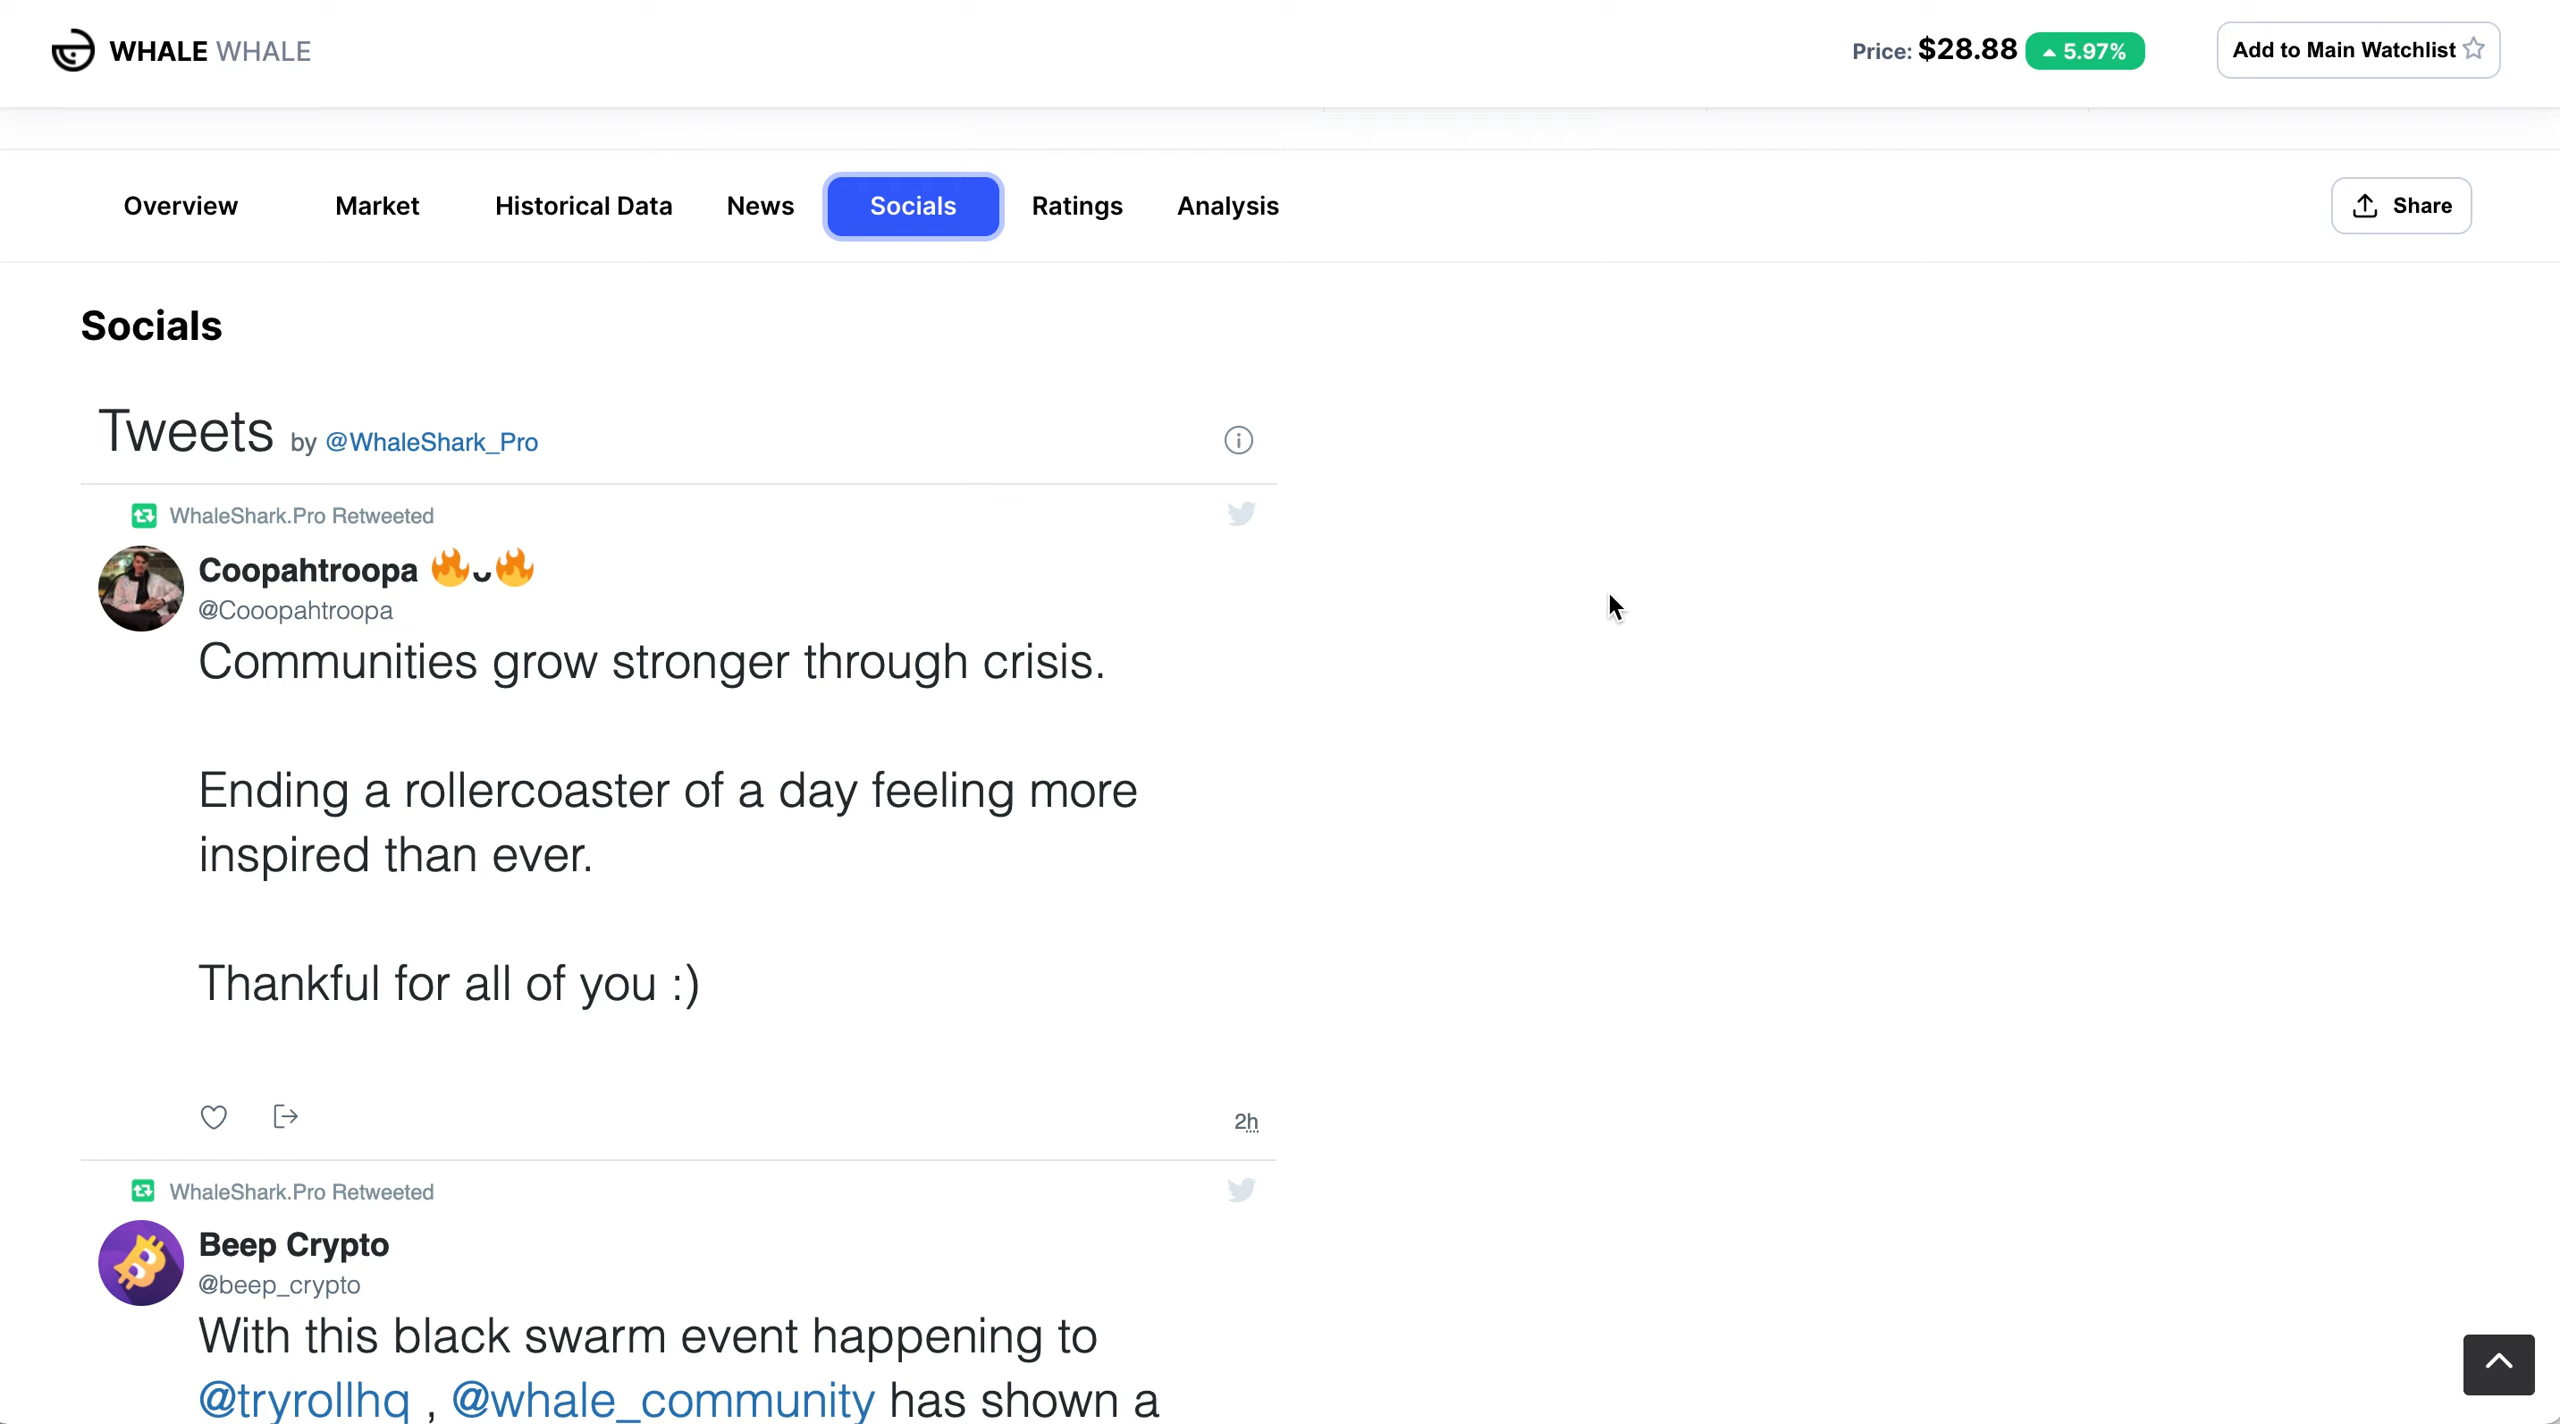 WHALE WHALE
Price: $28.88 5.97%
Add to Main Watchlist
Overview Market Historical Data News Socials Ratings Analysis
Share
Socials
Tweets by @WhaleShark_Pro
WhaleShark.Pro Retweeted
Coopahtroopa 🔥ᴗ🔥
@Cooopahtroopa
Communities grow stronger through crisis.
Ending a rollercoaster of a day feeling more
inspired than ever.
Thankful for all of you :)
2h
WhaleShark.Pro Retweeted
Beep Crypto
@beep_crypto
With this black swarm event happening to
@tryrollhq , @whale_community has shown a